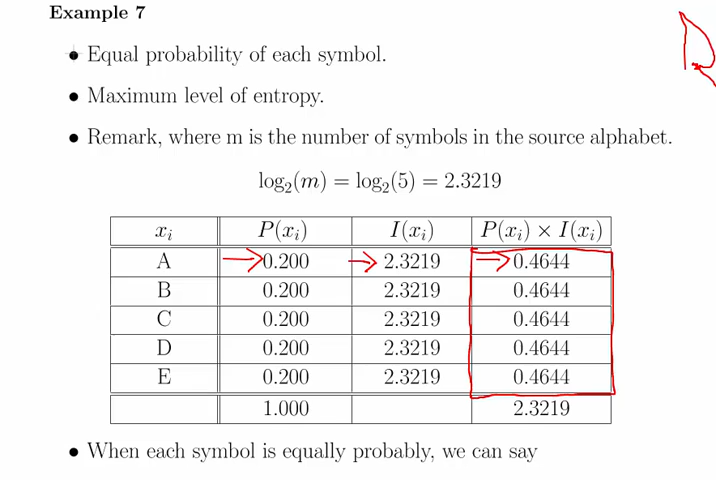 Example 7
• Equal probability of each symbol.
• Maximum level of entropy.
• Remark, where m is the number of symbols in the source alphabet.
log₂(m) = log₂(5) = 2.3219
xᵢ P(xᵢ) I(xᵢ) P(xᵢ) × I(xᵢ)
A 0.200 2.3219 0.4644
B 0.200 2.3219 0.4644
C 0.200 2.3219 0.4644
D 0.200 2.3219 0.4644
E 0.200 2.3219 0.4644
1.000 2.3219
• When each symbol is equally probably, we can say